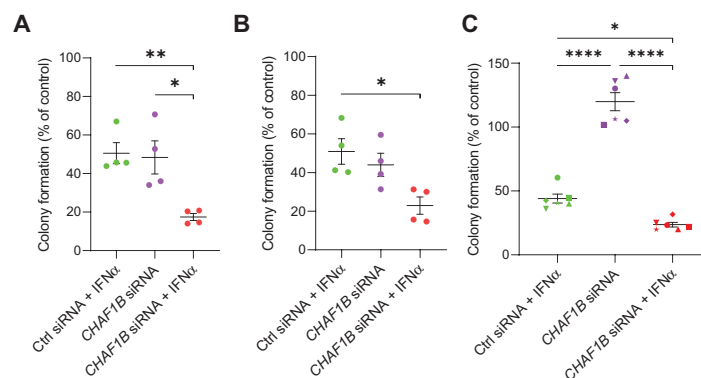 A
B
C
**
*
*
*
**** ****
100
80
60
40
20
0
Colony formation (% of control)
Ctrl siRNA + IFNα
CHAF1B siRNA
CHAF1B siRNA + IFNα
100
80
60
40
20
0
Colony formation (% of control)
Ctrl siRNA + IFNα
CHAF1B siRNA
CHAF1B siRNA + IFNα
150
100
50
0
Colony formation (% of control)
Ctrl siRNA + IFNα
CHAF1B siRNA
CHAF1B siRNA + IFNα